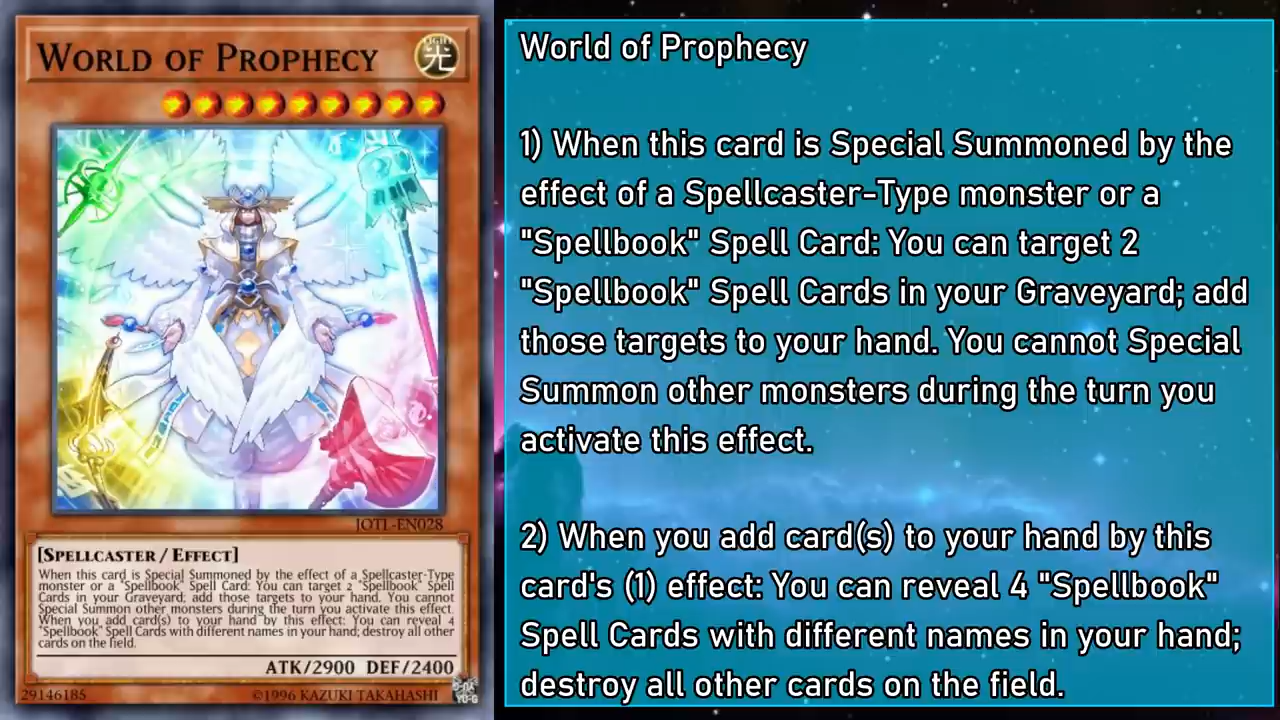 WORLD OF PROPHECY
LIGHT
光
JOTL-EN028
[SPELLCASTER / EFFECT]
When this card is Special Summoned by the effect of a Spellcaster-Type
monster or a "Spellbook" Spell Card: You can target 2 "Spellbook" Spell
Cards in your Graveyard; add those targets to your hand. You cannot
Special Summon other monsters during the turn you activate this effect.
When you add card(s) to your hand by this effect: You can reveal 4
"Spellbook" Spell Cards with different names in your hand; destroy all other
cards on the field.
ATK/2900 DEF/2400
29146185
©1996 KAZUKI TAKAHASHI
World of Prophecy
1) When this card is Special Summoned by the
effect of a Spellcaster-Type monster or a
"Spellbook" Spell Card: You can target 2
"Spellbook" Spell Cards in your Graveyard; add
those targets to your hand. You cannot Special
Summon other monsters during the turn you
activate this effect.
2) When you add card(s) to your hand by this
card's (1) effect: You can reveal 4 "Spellbook"
Spell Cards with different names in your hand;
destroy all other cards on the field.